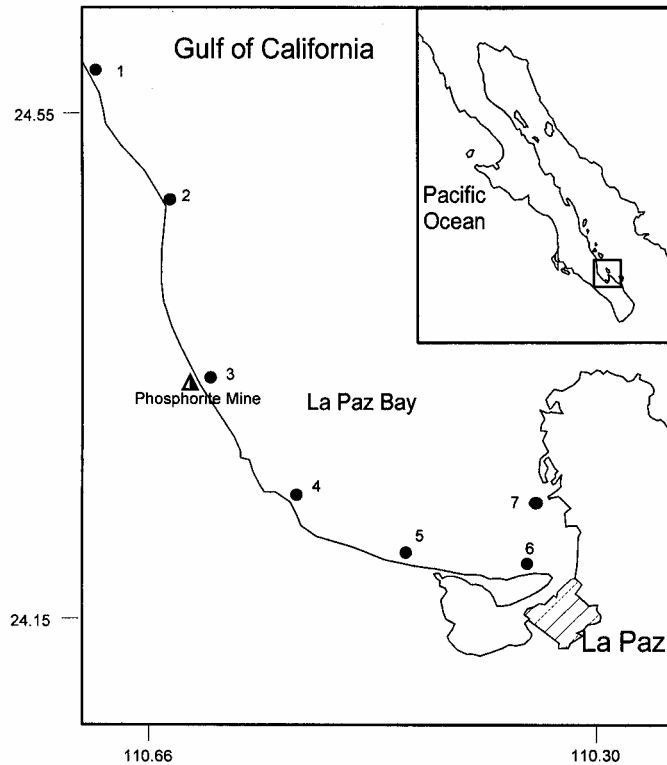 Gulf of California
1
24.55
2
Pacific
Ocean
3
Phosphorite Mine
La Paz Bay
4
7
5
6
24.15
La Paz
110.66
110.30